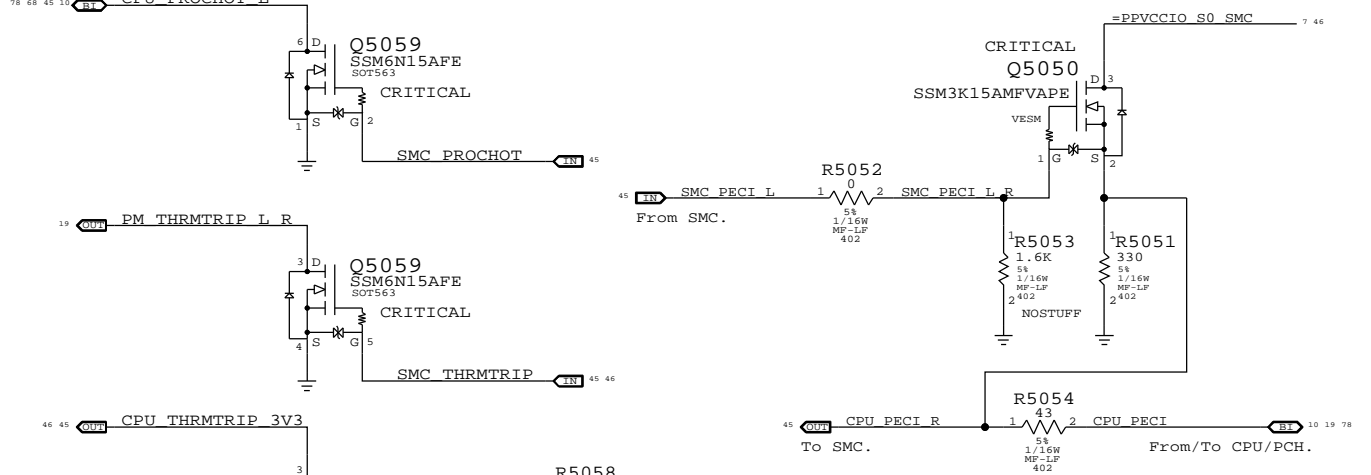 78 68 45 10 BI CPU_PROCHOT_L
6 D
Q5059
SSM6N15AFE
SOT563
CRITICAL
1 S G 2
SMC_PROCHOT IN 45
19 OUT PM_THRMTRIP_L_R
3 D
Q5059
SSM6N15AFE
SOT563
CRITICAL
4 S G 5
SMC_THRMTRIP IN 45 46
46 45 OUT CPU_THRMTRIP_3V3
3
R5058
=PPVCCIO_S0_SMC 7 46
CRITICAL
Q5050
D 3
SSM3K15AMFVAPE
VESM
1 G S 2
45 IN SMC_PECI_L
From SMC.
R5052
0
1 2
5%
1/16W
MF-LF
402
SMC_PECI_L_R
1
R5053
1.6K
5%
1/16W
MF-LF
2 402
NOSTUFF
1
R5051
330
5%
1/16W
MF-LF
2 402
45 OUT CPU_PECI_R
To SMC.
R5054
43
1 2
5%
1/16W
MF-LF
402
CPU_PECI BI 10 19 78
From/To CPU/PCH.